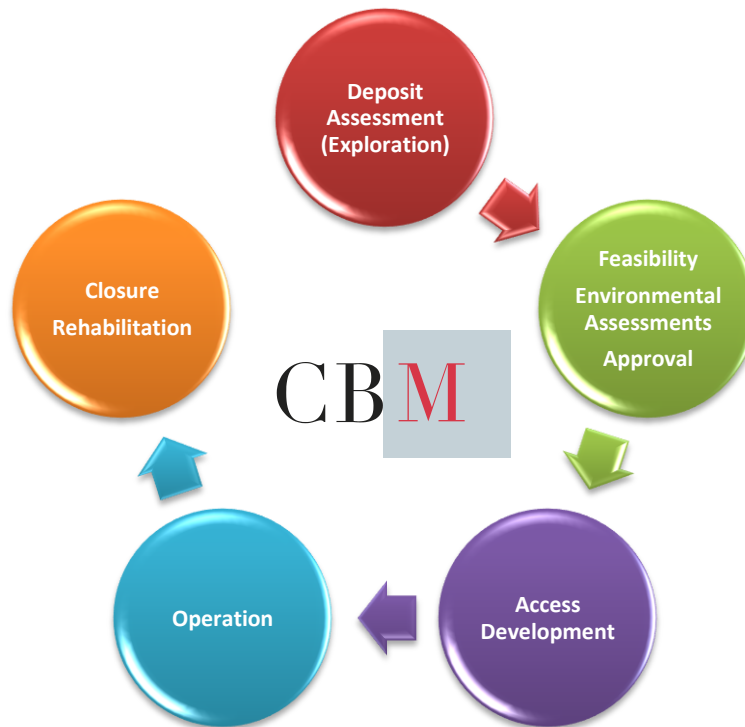 Deposit
Assessment
(Exploration)
Feasibility
Environmental
Assessments
Approval
Access
Development
Operation
Closure
Rehabilitation
CBM